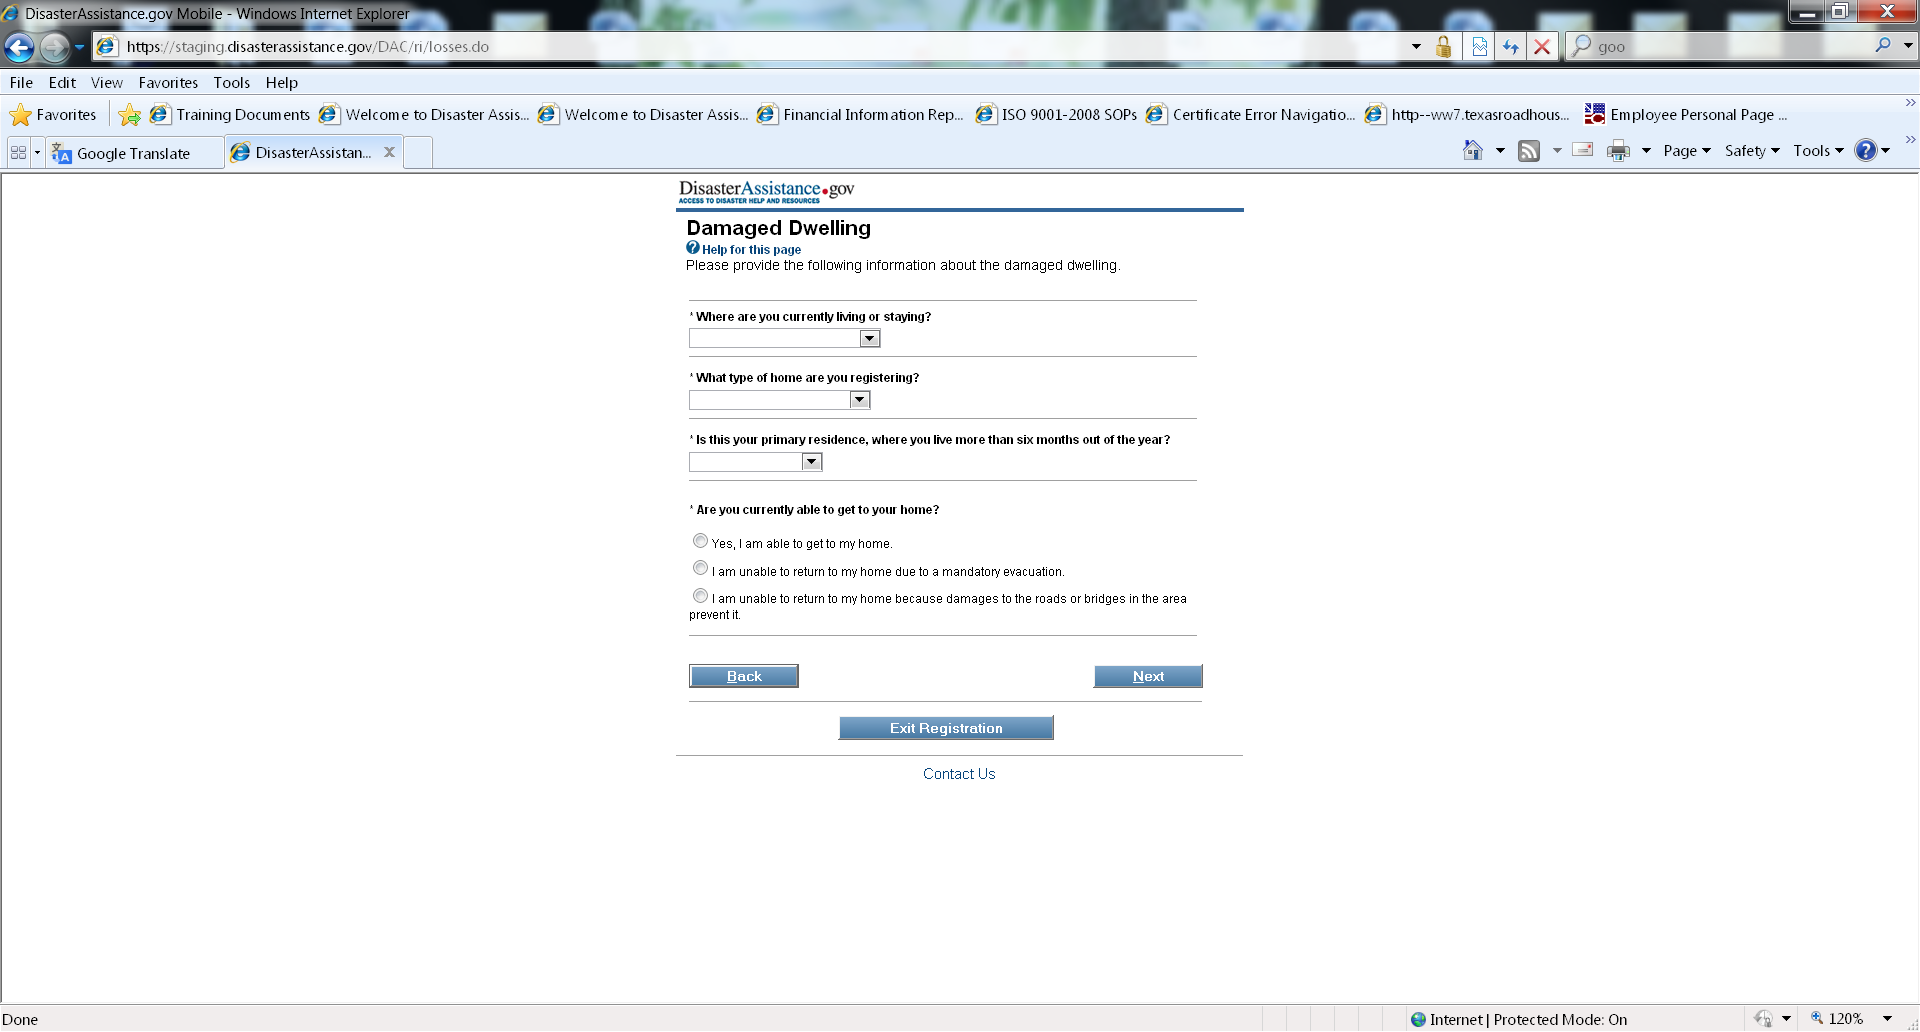 DisasterAssistance.gov Mobile - Windows Internet Explorer
https://staging.disasterassistance.gov/DAC/ri/losses.do
goo
File Edit View Favorites Tools Help
Favorites Training Documents Welcome to Disaster Assis... Welcome to Disaster Assis... Financial Information Rep... ISO 9001-2008 SOPs Certificate Error Navigatio... http--ww7.texasroadhous... Employee Personal Page ...
Google Translate DisasterAssistan... Page Safety Tools
DisasterAssistance.gov
ACCESS TO DISASTER HELP AND RESOURCES
Damaged Dwelling
Help for this page
Please provide the following information about the damaged dwelling.
* Where are you currently living or staying?
* What type of home are you registering?
* Is this your primary residence, where you live more than six months out of the year?
* Are you currently able to get to your home?
Yes, I am able to get to my home.
I am unable to return to my home due to a mandatory evacuation.
I am unable to return to my home because damages to the roads or bridges in the area
prevent it.
Back Next
Exit Registration
Contact Us
Done Internet | Protected Mode: On 120%